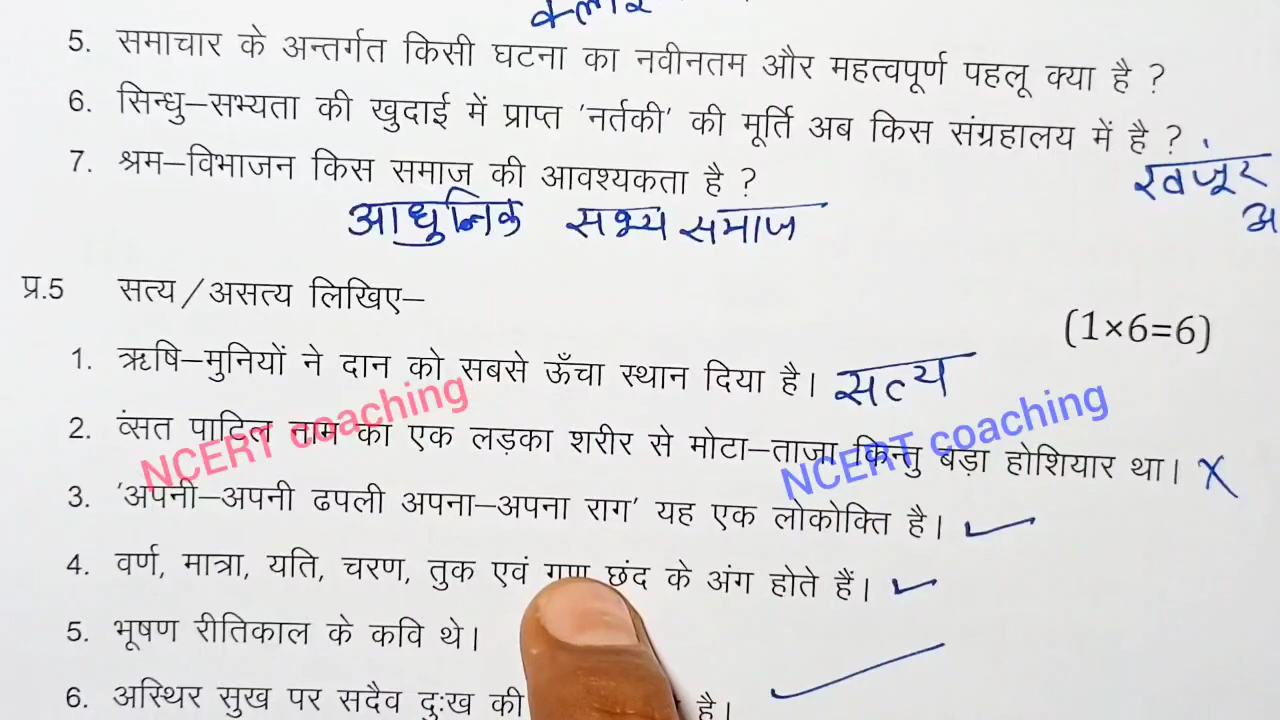 क्लाई
5. समाचार के अन्तर्गत किसी घटना का नवीनतम और महत्वपूर्ण पहलू क्या है ?
6. सिन्धु–सभ्यता की खुदाई में प्राप्त 'नर्तकी' की मूर्ति अब किस संग्रहालय में है ?
7. श्रम–विभाजन किस समाज की आवश्यकता है ?
आधुनिक सभ्य समाज
प्र.5 सत्य / असत्य लिखिए–
(1×6=6)
1. ऋषि–मुनियों ने दान को सबसे ऊँचा स्थान दिया है। सत्य
2. व्ंसत पाटिल नाम का एक लड़का शरीर से मोटा–ताजा किन्तु बड़ा होशियार था। X
NCERT coaching
NCERT coaching
3. 'अपनी–अपनी ढपली अपना–अपना राग' यह एक लोकोक्ति है। ✓
4. वर्ण, मात्रा, यति, चरण, तुक एवं गण छंद के अंग होते हैं। ✓
5. भूषण रीतिकाल के कवि थे। ✓
6. अस्थिर सुख पर सदैव दुःख की है।